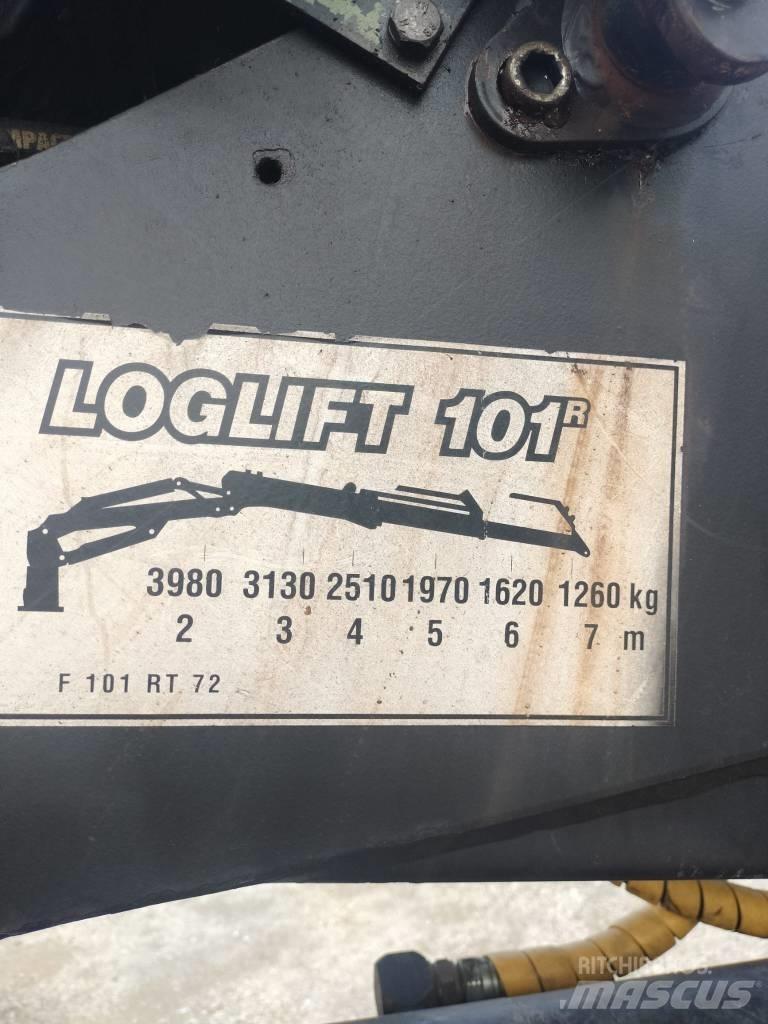 LOGLIFT 101R
3980 3130 2510 1970 1620 1260 kg
2 3 4 5 6 7 m
F 101 RT 72
RITCHIE BROS.
MASCUS